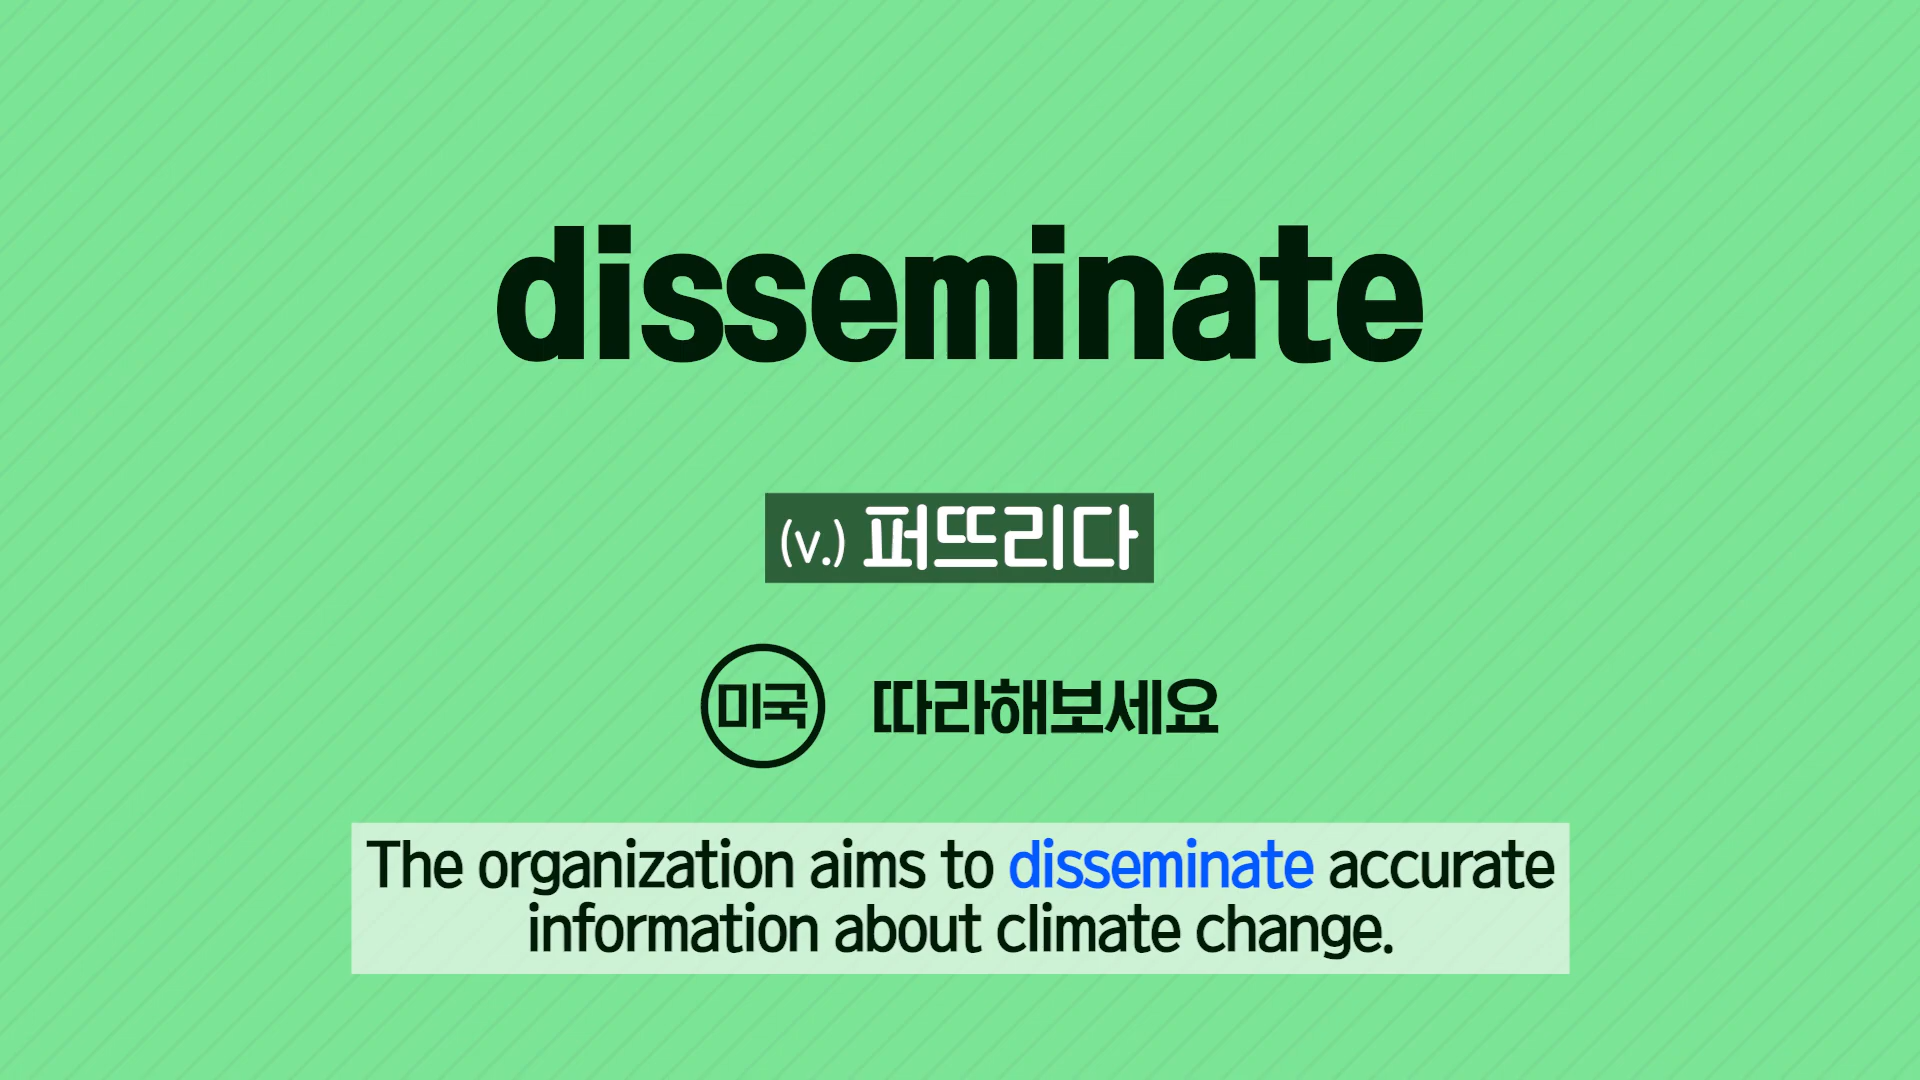 disseminate
(v.) 퍼뜨리다
미국 따라해보세요
The organization aims to disseminate accurate
information about climate change.